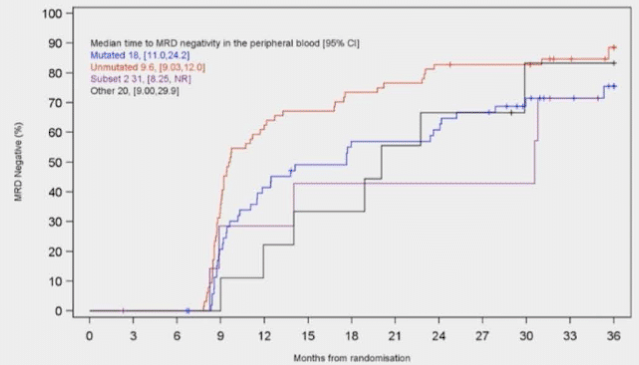 100
90
80
70
60
50
40
30
20
10
0
MRD Negative (%)
Median time to MRD negativity in the peripheral blood [95% CI]
Mutated 18, [11.0,24.2]
Unmutated 9.6, [9.03,12.0]
Subset 2 31, [8.25, NR]
Other 20, [9.00,29.9]
0 3 6 9 12 15 18 21 24 27 30 33 36
Months from randomisation